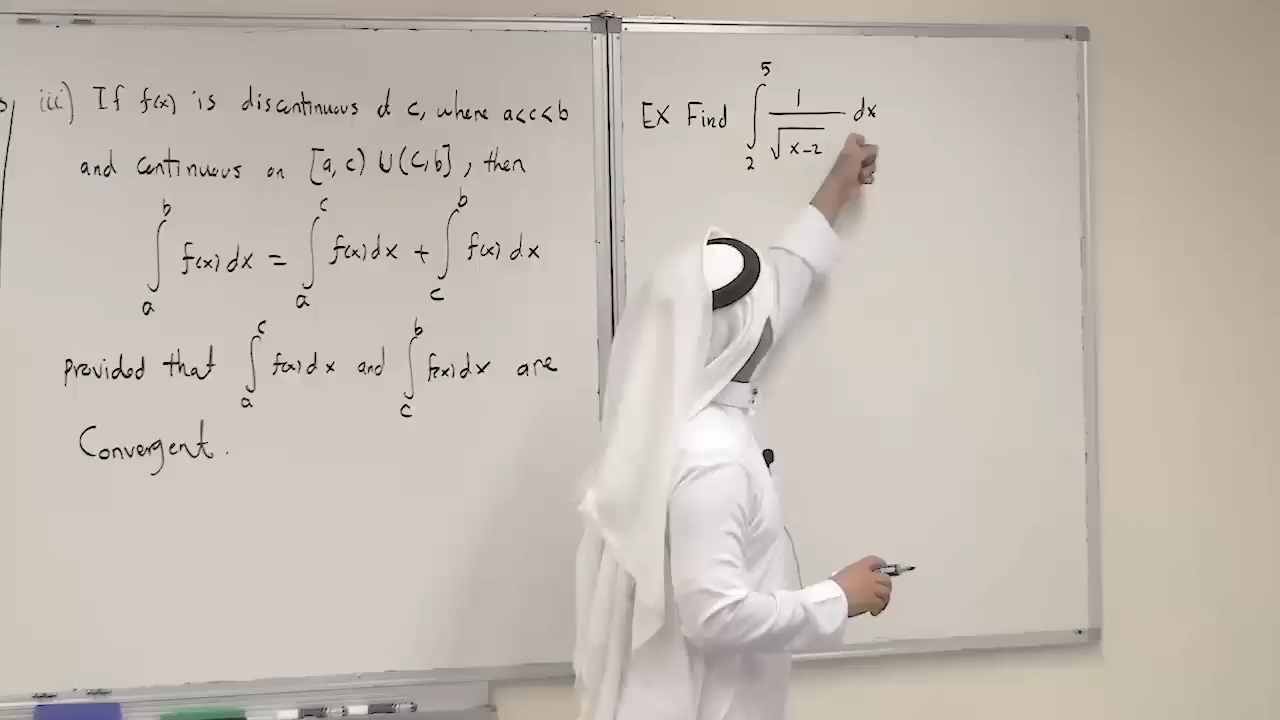 iii) If f(x) is discontinuous at c, where a<c<b
and continuous on [a, c) ∪ (c, b], then
∫_a^b f(x) dx = ∫_a^c f(x) dx + ∫_c^b f(x) dx
provided that ∫_a^c f(x) dx and ∫_c^b f(x) dx are
Convergent.
EX Find ∫_2^5 1/√(x-2) dx